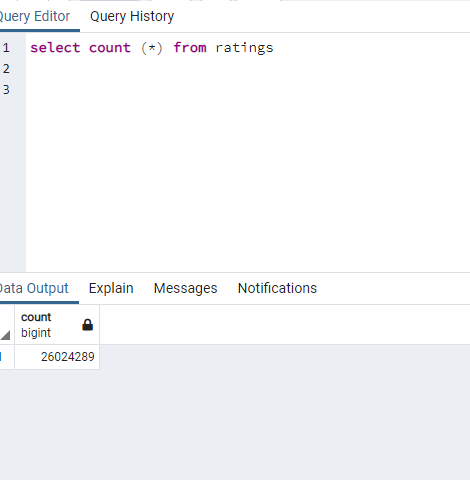 Query Editor Query History
1 select count (*) from ratings
2
3
Data Output Explain Messages Notifications
count
bigint
1 26024289